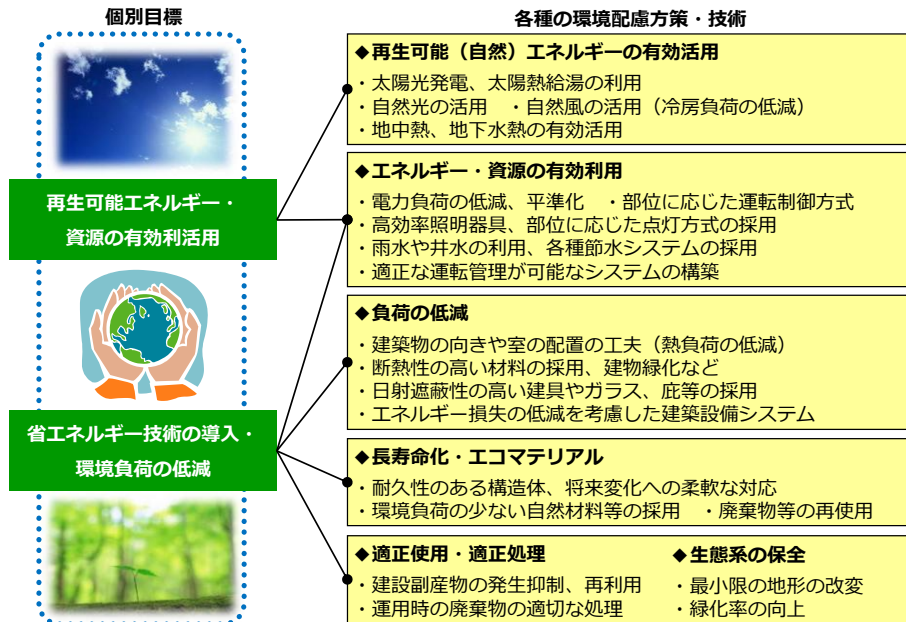 個別目標
各種の環境配慮方策・技術
再生可能エネルギー・
資源の有効利活用
省エネルギー技術の導入・
環境負荷の低減
◆再生可能（自然）エネルギーの有効活用
・太陽光発電、太陽熱給湯の利用
・自然光の活用　・自然風の活用（冷房負荷の低減）
・地中熱、地下水熱の有効活用
◆エネルギー・資源の有効利用
・電力負荷の低減、平準化　・部位に応じた運転制御方式
・高効率照明器具、部位に応じた点灯方式の採用
・雨水や井水の利用、各種節水システムの採用
・適正な運転管理が可能なシステムの構築
◆負荷の低減
・建築物の向きや室の配置の工夫（熱負荷の低減）
・断熱性の高い材料の採用、建物緑化など
・日射遮蔽性の高い建具やガラス、庇等の採用
・エネルギー損失の低減を考慮した建築設備システム
◆長寿命化・エコマテリアル
・耐久性のある構造体、将来変化への柔軟な対応
・環境負荷の少ない自然材料等の採用　・廃棄物等の再使用
◆適正使用・適正処理
・建設副産物の発生抑制、再利用
・運用時の廃棄物の適切な処理
◆生態系の保全
・最小限の地形の改変
・緑化率の向上